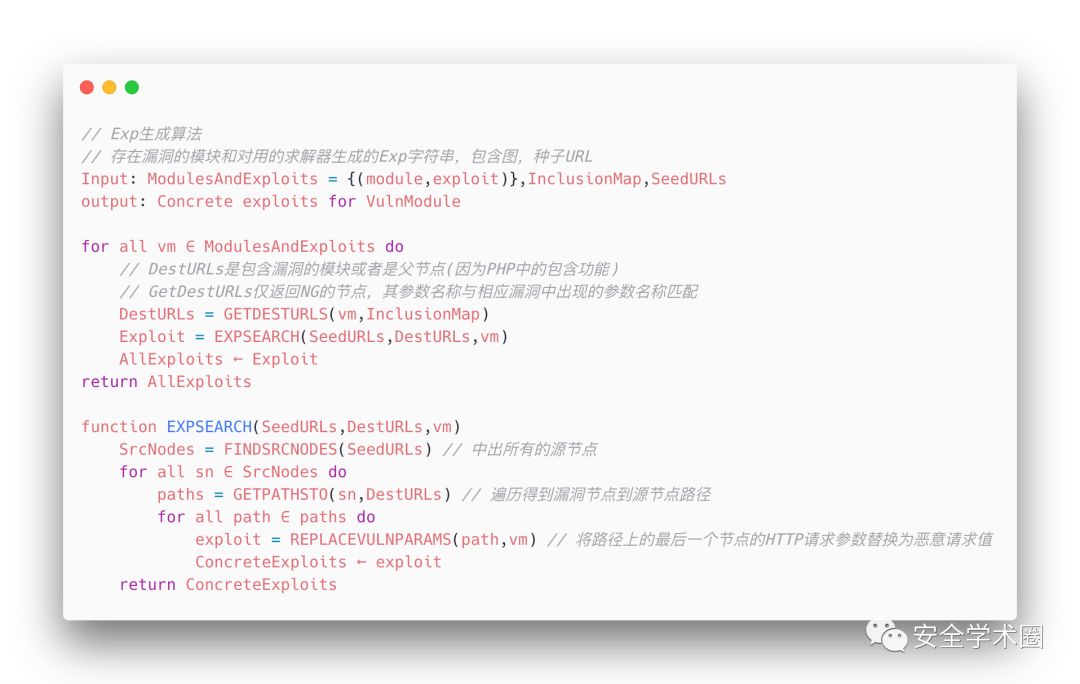 // Exp生成算法
// 存在漏洞的模块和对用的求解器生成的Exp字符串，包含图，种子URL
Input: ModulesAndExploits = {(module,exploit)},InclusionMap,SeedURLs
output: Concrete exploits for VulnModule
for all vm ∈ ModulesAndExploits do
// DestURLs是包含漏洞的模块或者是父节点(因为PHP中的包含功能)
// GetDestURLs仅返回NG的节点，其参数名称与相应漏洞中出现的参数名称匹配
DestURLs = GETDESTURLS(vm,InclusionMap)
Exploit = EXPSEARCH(SeedURLs,DestURLs,vm)
AllExploits ← Exploit
return AllExploits
function EXPSEARCH(SeedURLs,DestURLs,vm)
SrcNodes = FINDSRCNODES(SeedURLs) // 中出所有的源节点
for all sn ∈ SrcNodes do
paths = GETPATHSTO(sn,DestURLs) // 遍历得到漏洞节点到源节点路径
for all path ∈ paths do
exploit = REPLACEVULNPARAMS(path,vm) // 将路径上的最后一个节点的HTTP请求参数替换为恶意请求值
ConcreteExploits ← exploit
return ConcreteExploits
安全学术圈